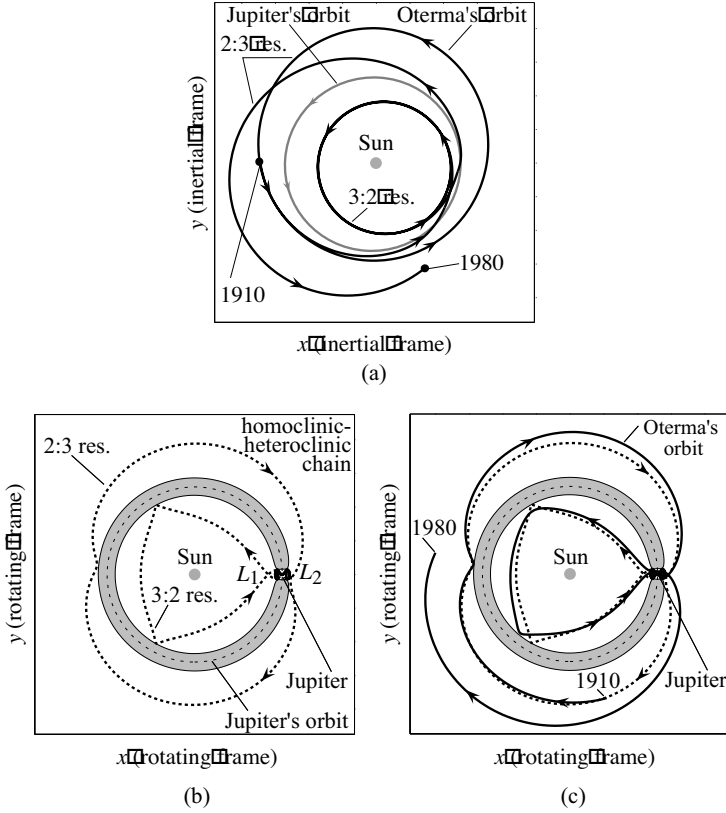 Jupiter's orbit
Oterma's orbit
2:3 res.
y (inertial frame)
Sun
3:2 res.
1910
1980
x (inertial frame)
(a)
homoclinic-
heteroclinic
chain
2:3 res.
y (rotating frame)
Sun
L1
L2
3:2 res.
Jupiter
Jupiter's orbit
x (rotating frame)
(b)
Oterma's
orbit
1980
y (rotating frame)
Sun
1910
Jupiter
x (rotating frame)
(c)